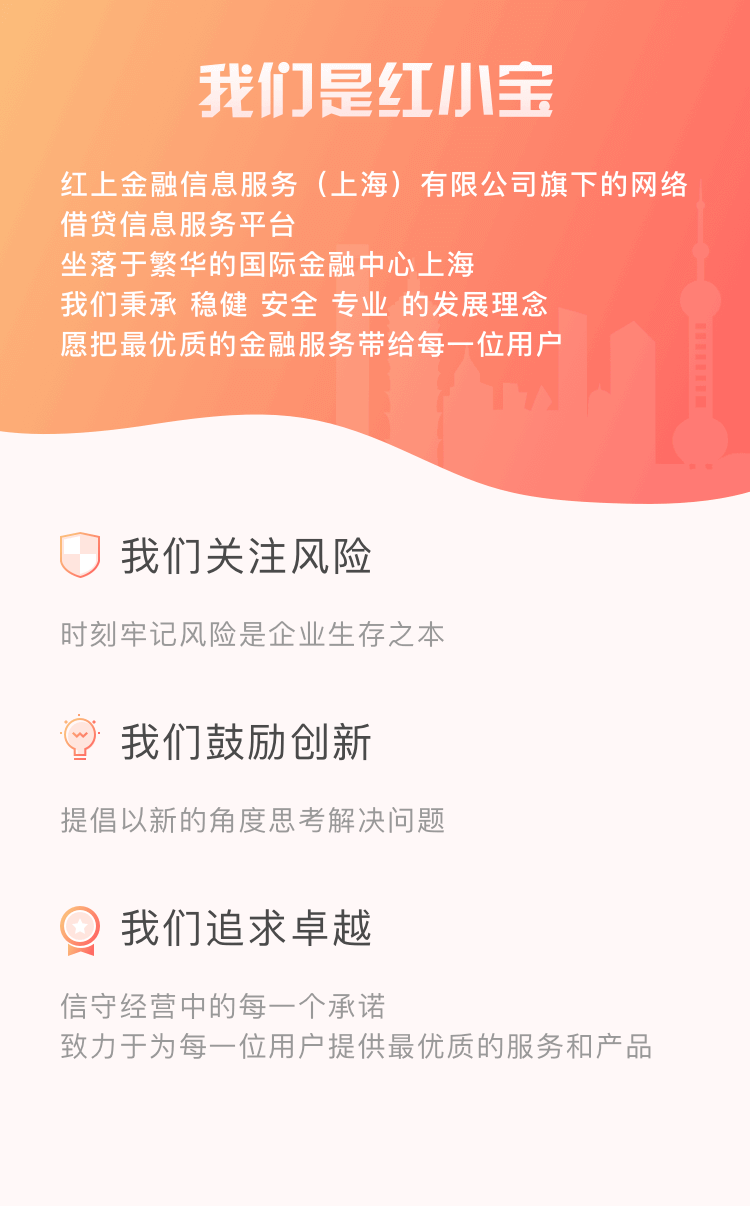 我们是红小宝
红上金融信息服务（上海）有限公司旗下的网络
借贷信息服务平台
坐落于繁华的国际金融中心上海
我们秉承 稳健 安全 专业 的发展理念
愿把最优质的金融服务带给每一位用户
我们关注风险
时刻牢记风险是企业生存之本
我们鼓励创新
提倡以新的角度思考解决问题
我们追求卓越
信守经营中的每一个承诺
致力于为每一位用户提供最优质的服务和产品